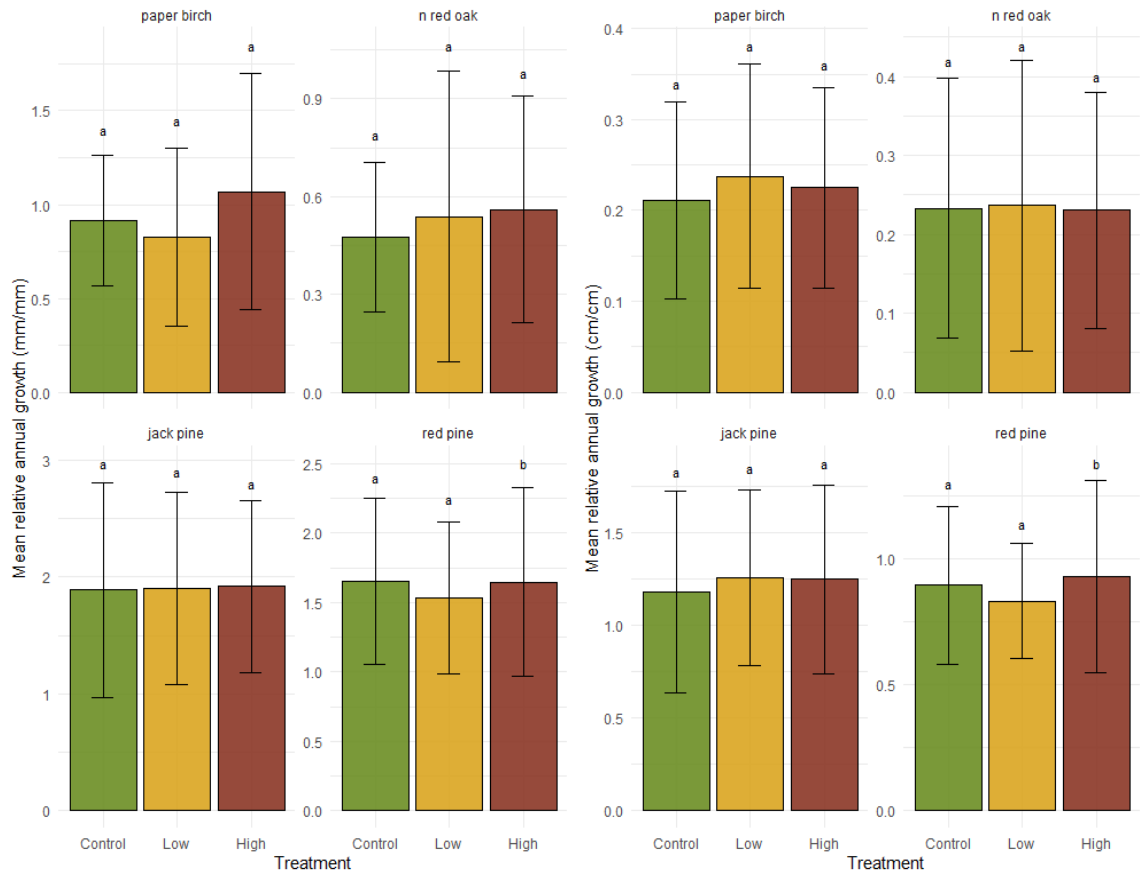 paper birch
n red oak
Mean relative annual growth (mm/mm)
1.5
1.0
0.5
0.0
a
a
a
0.9
0.6
0.3
0.0
a
a
a
jack pine
red pine
3
2
1
0
a
a
a
2.5
2.0
1.5
1.0
0.5
0.0
a
a
b
Control
Low
High
Control
Low
High
Treatment
paper birch
n red oak
Mean relative annual growth (cm/cm)
0.4
0.3
0.2
0.1
0.0
a
a
a
0.4
0.3
0.2
0.1
0.0
a
a
a
jack pine
red pine
1.5
1.0
0.5
0.0
a
a
a
1.0
0.5
0.0
a
a
b
Control
Low
High
Control
Low
High
Treatment